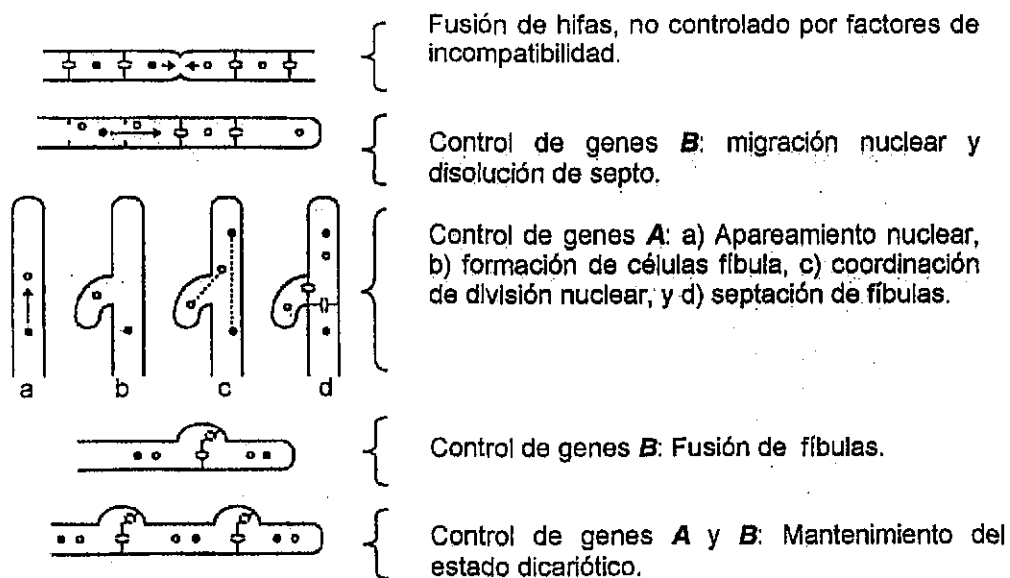 Fusión de hifas, no controlado por factores de
incompatibilidad.
Control de genes B: migración nuclear y
disolución de septo.
Control de genes A: a) Apareamiento nuclear,
b) formación de células fíbula, c) coordinación
de división nuclear, y d) septación de fíbulas.
a b c d
Control de genes B: Fusión de fíbulas.
Control de genes A y B: Mantenimiento del
estado dicariótico.